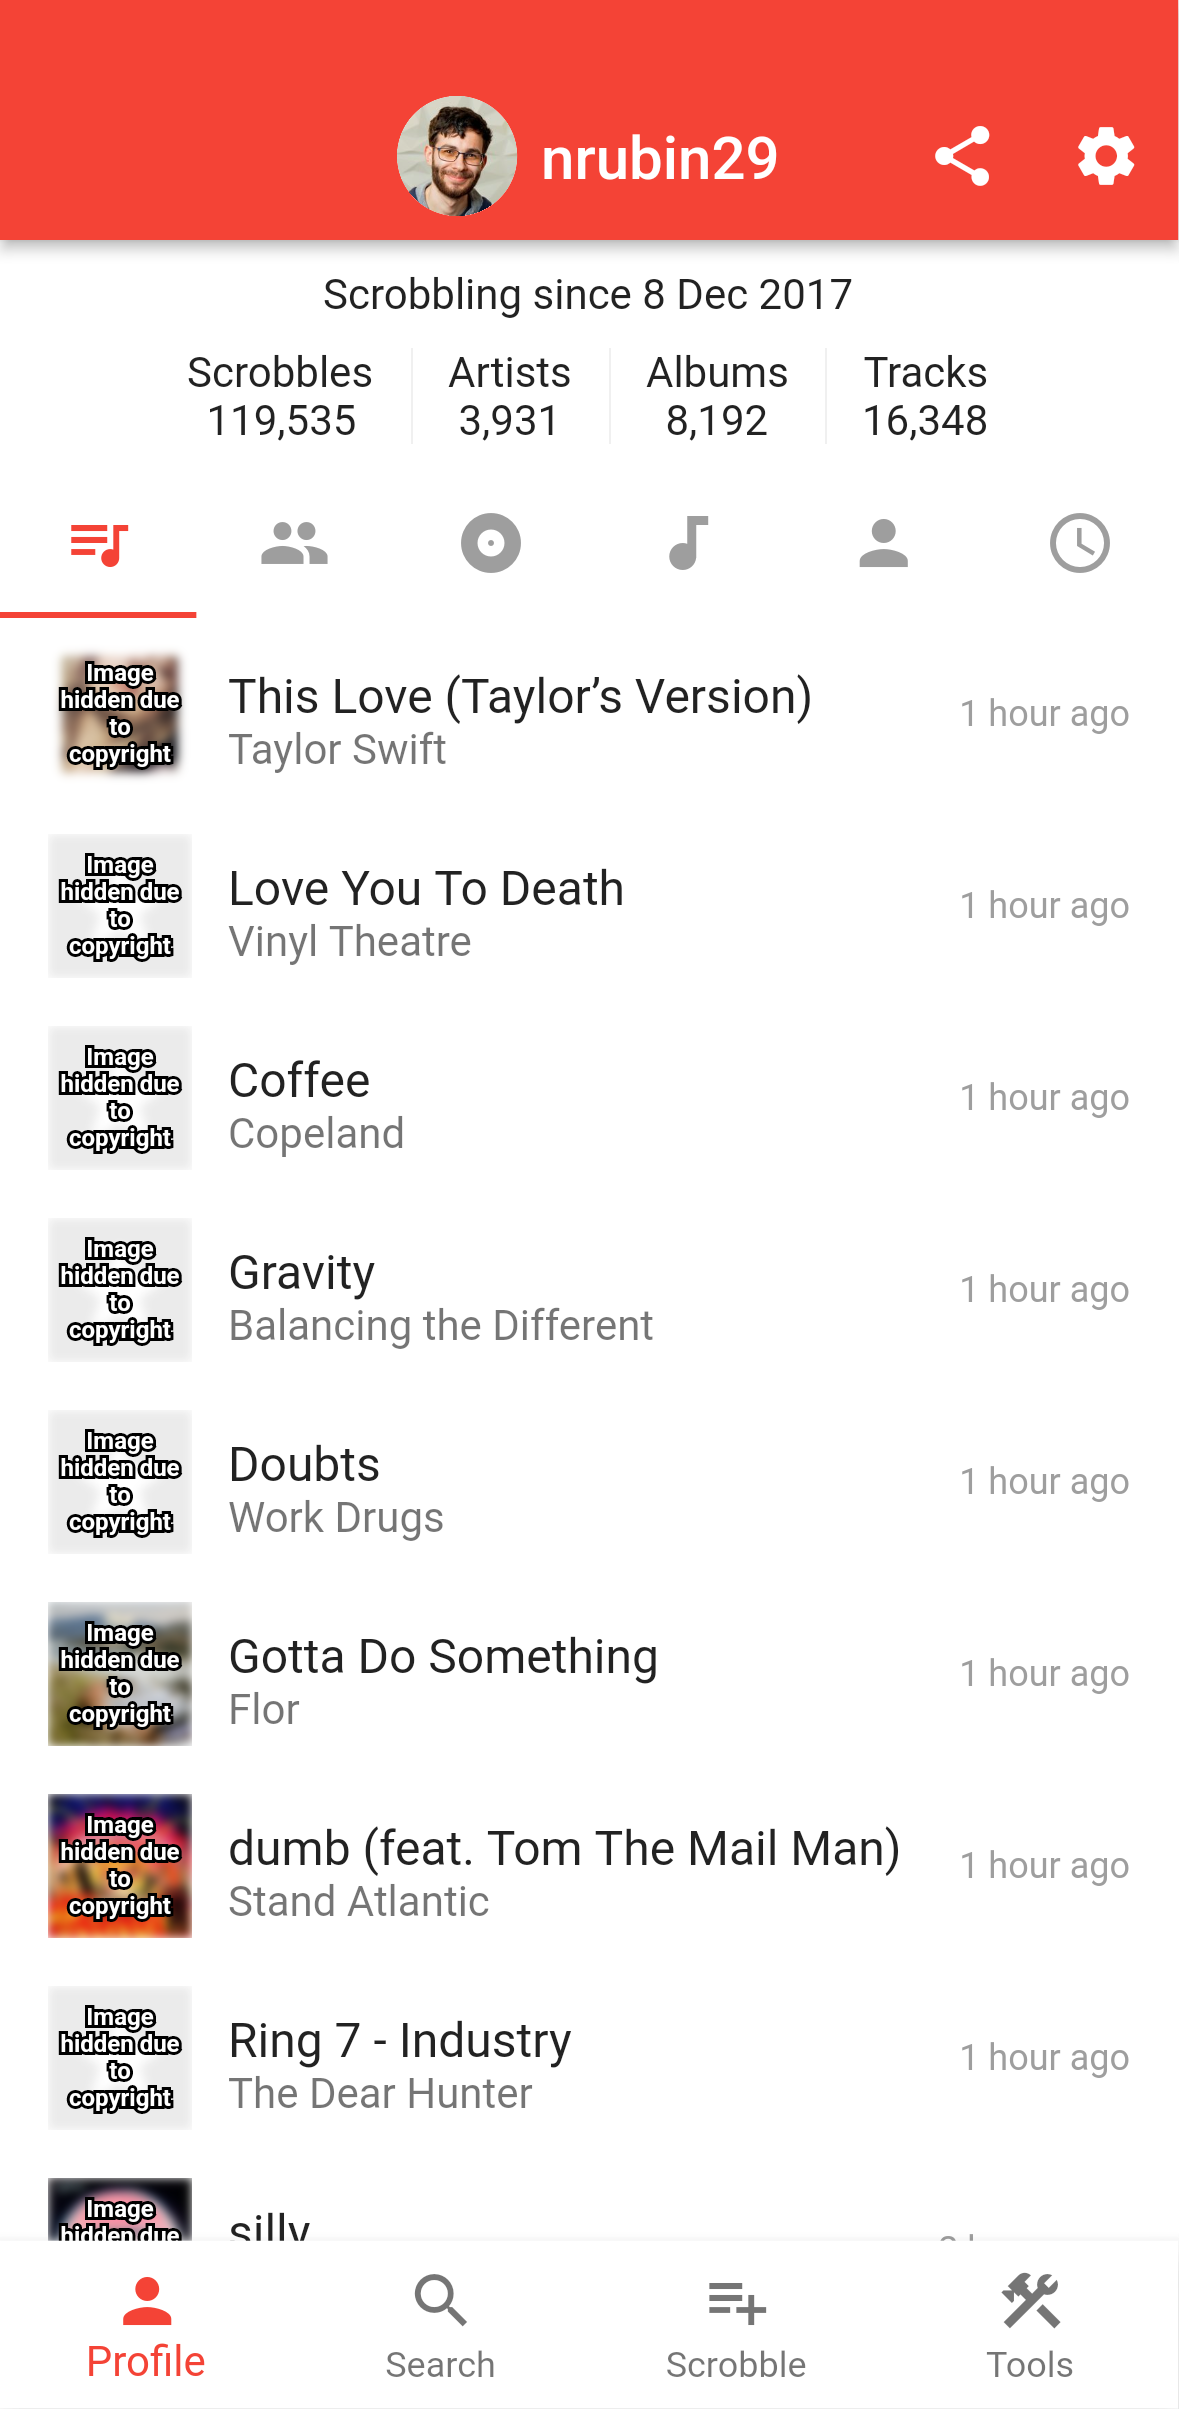 nrubin29
Scrobbling since 8 Dec 2017
Scrobbles Artists Albums Tracks
119,535 3,931 8,192 16,348
Image
hidden due
to
copyright
This Love (Taylor’s Version)
Taylor Swift
1 hour ago
Image
hidden due
to
copyright
Love You To Death
Vinyl Theatre
1 hour ago
Image
hidden due
to
copyright
Coffee
Copeland
1 hour ago
Image
hidden due
to
copyright
Gravity
Balancing the Different
1 hour ago
Image
hidden due
to
copyright
Doubts
Work Drugs
1 hour ago
Image
hidden due
to
copyright
Gotta Do Something
Flor
1 hour ago
Image
hidden due
to
copyright
dumb (feat. Tom The Mail Man)
Stand Atlantic
1 hour ago
Image
hidden due
to
copyright
Ring 7 - Industry
The Dear Hunter
1 hour ago
Image
hidden due
silly
Profile Search Scrobble Tools